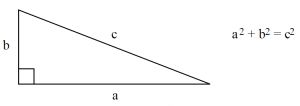 c
a² + b² = c²
b
a